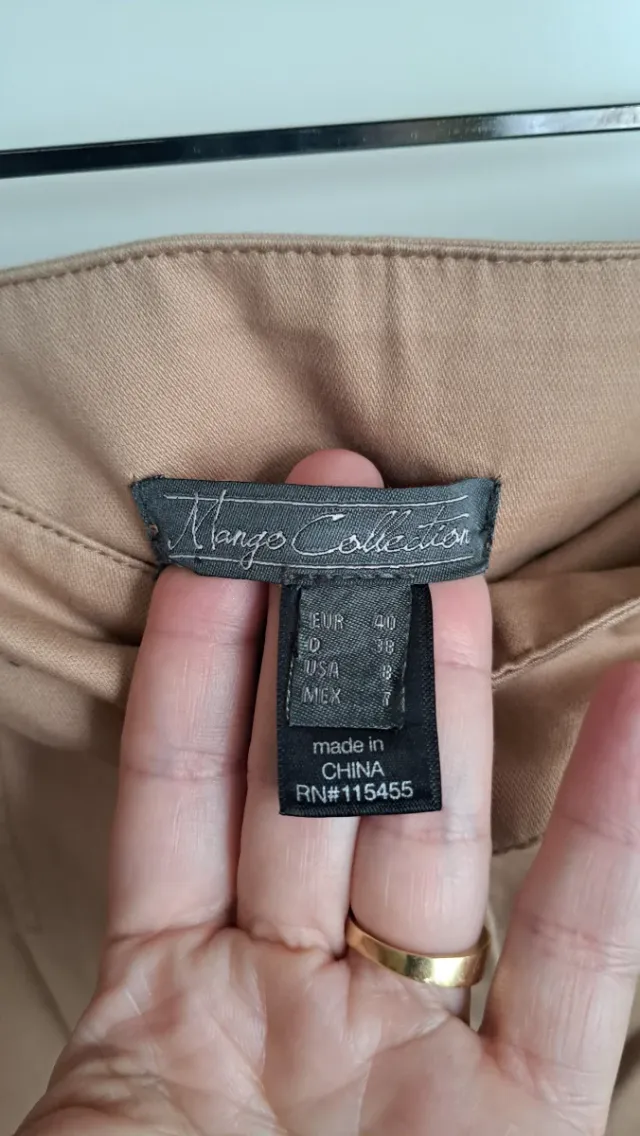 Mango Collection
EUR 40
D 38
USA 8
MEX 7
made in
CHINA
RN#115455